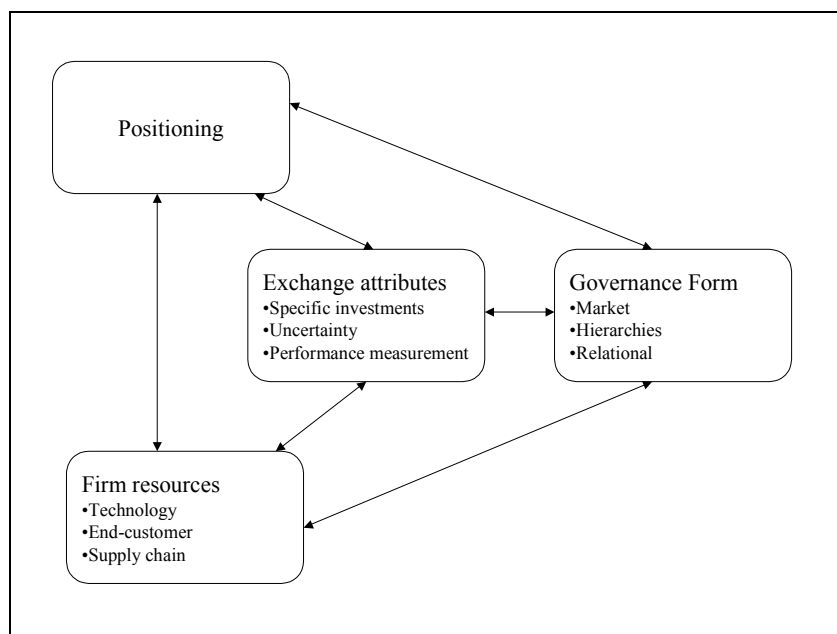 Positioning
Exchange attributes
•Specific investments
•Uncertainty
•Performance measurement
Governance Form
•Market
•Hierarchies
•Relational
Firm resources
•Technology
•End-customer
•Supply chain